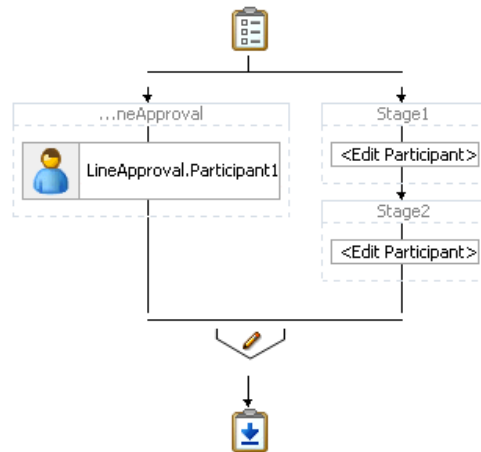 ...neApproval
LineApproval.Participant1
Stage1
<Edit Participant>
Stage2
<Edit Participant>